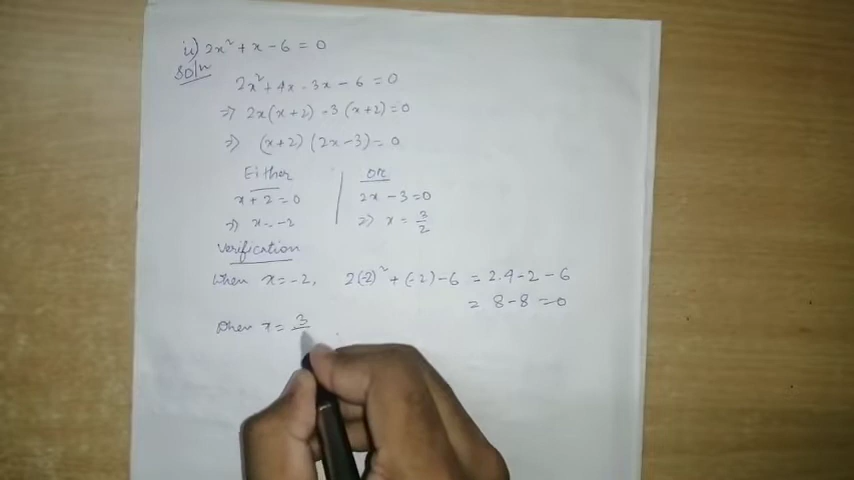 ii) 2x² + x - 6 = 0
Solⁿ
2x² + 4x - 3x - 6 = 0
⇒ 2x(x+2) - 3(x+2) = 0
⇒ (x+2)(2x-3) = 0
Either
x + 2 = 0
⇒ x = -2
OR
2x - 3 = 0
⇒ x = 3/2
Verification
When x = -2, 2(-2)² + (-2) - 6 = 2.4 - 2 - 6
= 8 - 8 = 0
When x = 3